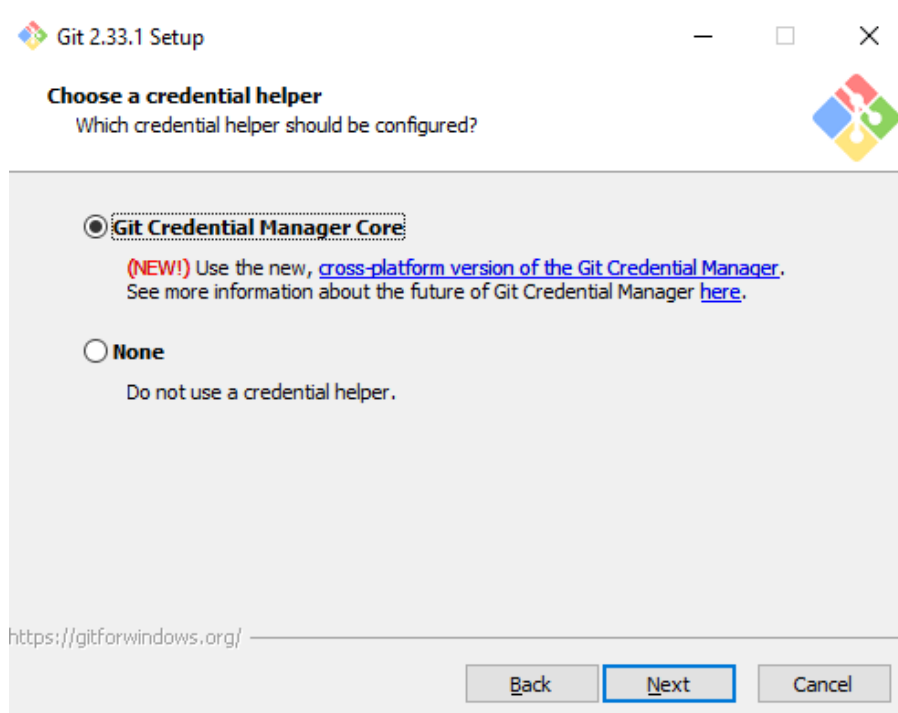 Git 2.33.1 Setup
Choose a credential helper
Which credential helper should be configured?
Git Credential Manager Core
(NEW!) Use the new, cross-platform version of the Git Credential Manager.
See more information about the future of Git Credential Manager here.
None
Do not use a credential helper.
https://gitforwindows.org/
Back
Next
Cancel